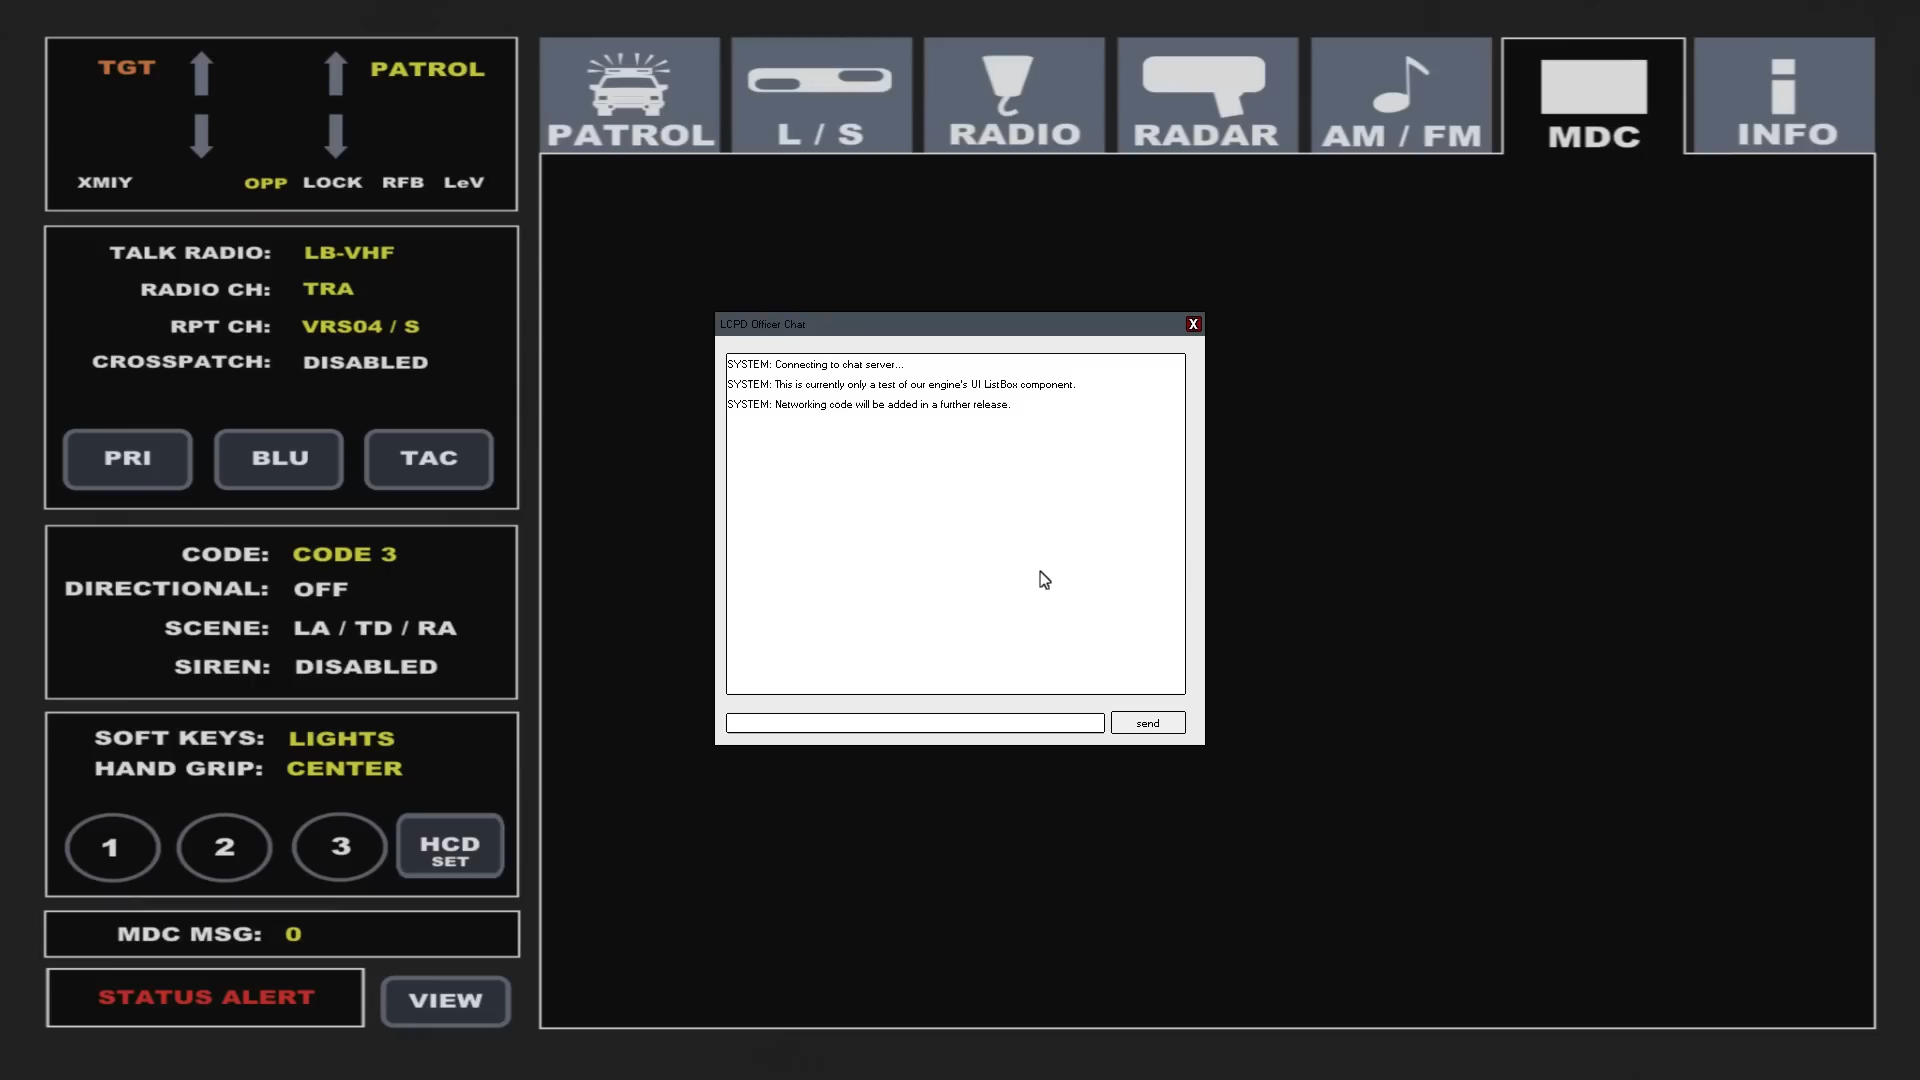 TGT
PATROL
XMIY OPP LOCK RFB LeV
TALK RADIO: LB-VHF
RADIO CH: TRA
RPT CH: VRS04 / S
CROSSPATCH: DISABLED
PRI BLU TAC
CODE: CODE 3
DIRECTIONAL: OFF
SCENE: LA / TD / RA
SIREN: DISABLED
SOFT KEYS: LIGHTS
HAND GRIP: CENTER
1 2 3 HCD
SET
MDC MSG: 0
STATUS ALERT VIEW
PATROL L / S RADIO RADAR AM / FM MDC INFO
LCPD Officer Chat X
SYSTEM: Connecting to chat server...
SYSTEM: This is currently only a test of our engine's UI ListBox component.
SYSTEM: Networking code will be added in a further release.
send